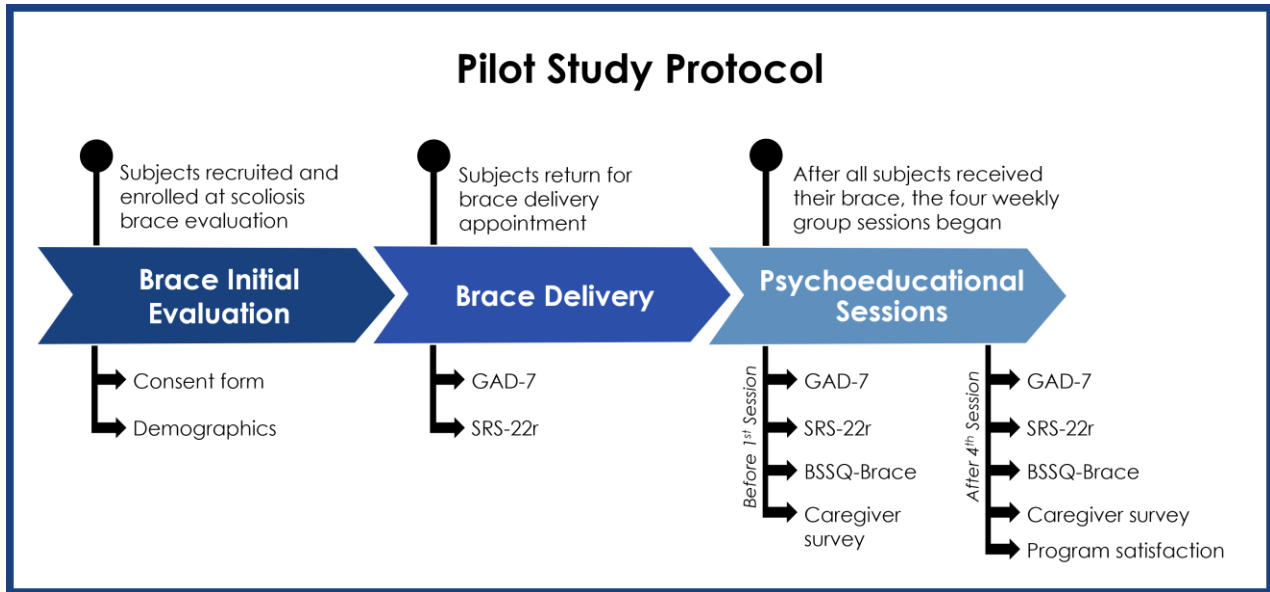 Pilot Study Protocol
Subjects recruited and
enrolled at scoliosis
brace evaluation
Subjects return for
brace delivery
appointment
After all subjects received
their brace, the four weekly
group sessions began
Brace Initial
Evaluation
Brace Delivery
Psychoeducational
Sessions
Consent form
Demographics
GAD-7
SRS-22r
Before 1st Session
GAD-7
SRS-22r
BSSQ-Brace
Caregiver
survey
After 4th Session
GAD-7
SRS-22r
BSSQ-Brace
Caregiver survey
Program satisfaction